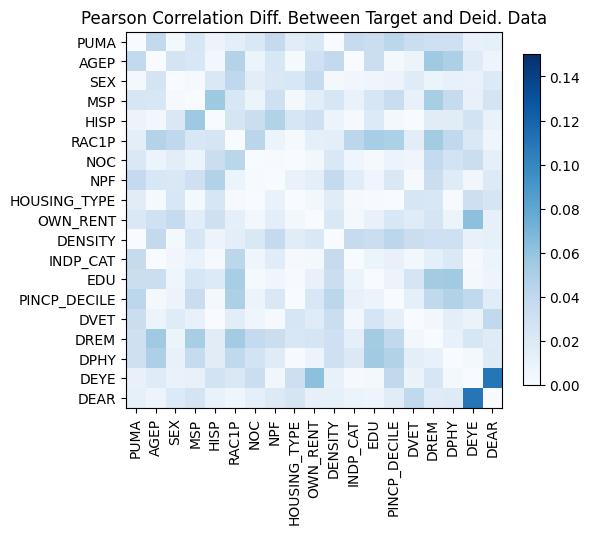 Pearson Correlation Diff. Between Target and Deid. Data
PUMA
AGEP
SEX
MSP
HISP
RAC1P
NOC
NPF
HOUSING_TYPE
OWN_RENT
DENSITY
INDP_CAT
EDU
PINCP_DECILE
DVET
DREM
DPHY
DEYE
DEAR
PUMA
AGEP
SEX
MSP
HISP
RAC1P
NOC
NPF
HOUSING_TYPE
OWN_RENT
DENSITY
INDP_CAT
EDU
PINCP_DECILE
DVET
DREM
DPHY
DEYE
DEAR
0.14
0.12
0.10
0.08
0.06
0.04
0.02
0.00